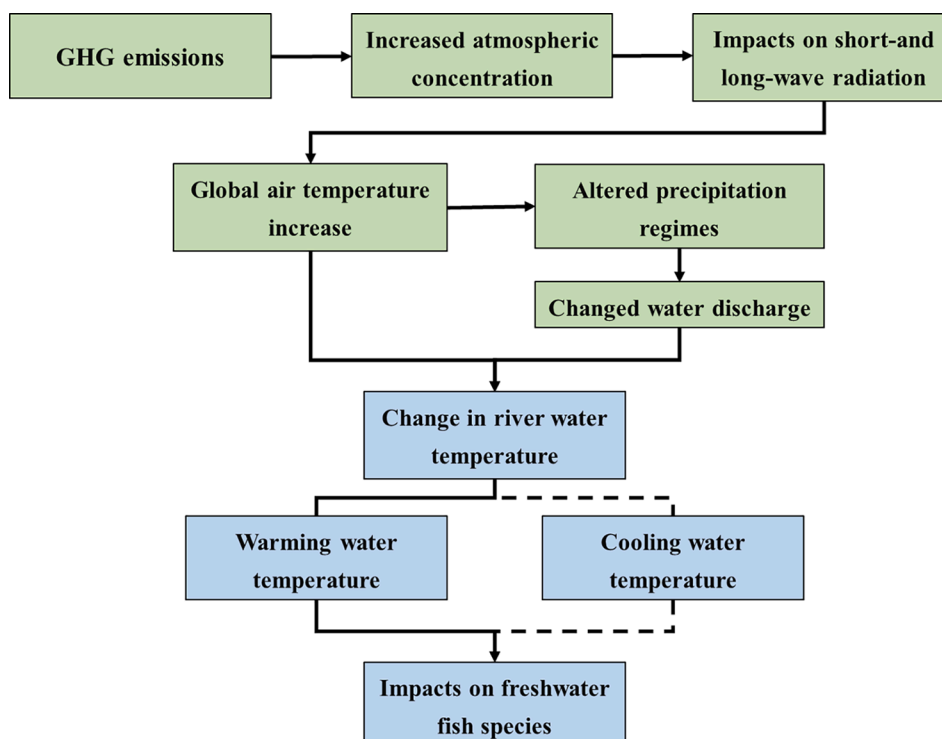 GHG emissions
Increased atmospheric
concentration
Impacts on short-and
long-wave radiation
Global air temperature
increase
Altered precipitation
regimes
Changed water discharge
Change in river water
temperature
Warming water
temperature
Cooling water
temperature
Impacts on freshwater
fish species